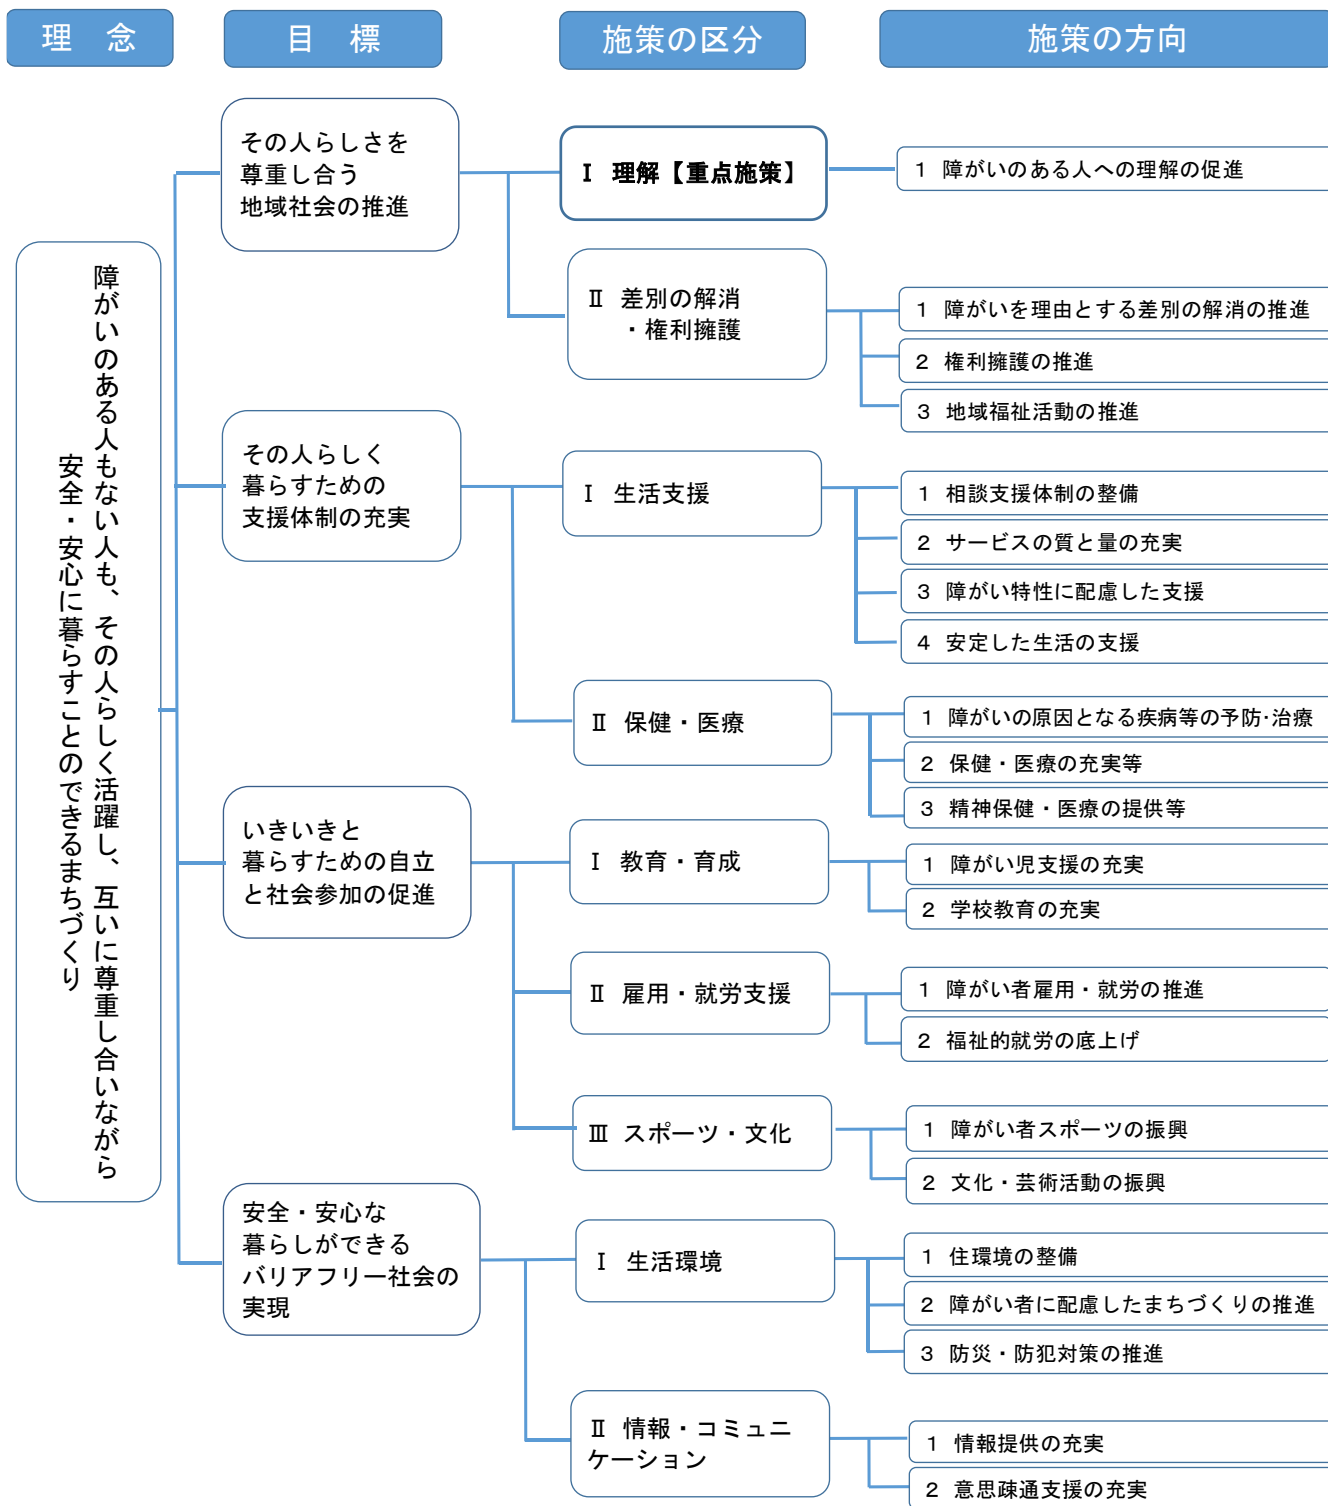 理　念
目　標
施策の区分
施策の方向
障がいのある人もない人も、その人らしく活躍し、互いに尊重し合いながら
安全・安心に暮らすことのできるまちづくり
その人らしさを
尊重し合う
地域社会の推進
Ⅰ 理解【重点施策】
1 障がいのある人への理解の促進
Ⅱ 差別の解消
・権利擁護
1 障がいを理由とする差別の解消の推進
2 権利擁護の推進
3 地域福祉活動の推進
その人らしく
暮らすための
支援体制の充実
Ⅰ 生活支援
1 相談支援体制の整備
2 サービスの質と量の充実
3 障がい特性に配慮した支援
4 安定した生活の支援
Ⅱ 保健・医療
1 障がいの原因となる疾病等の予防・治療
2 保健・医療の充実等
3 精神保健・医療の提供等
いきいきと
暮らすための自立
と社会参加の促進
Ⅰ 教育・育成
1 障がい児支援の充実
2 学校教育の充実
Ⅱ 雇用・就労支援
1 障がい者雇用・就労の推進
2 福祉的就労の底上げ
Ⅲ スポーツ・文化
1 障がい者スポーツの振興
2 文化・芸術活動の振興
安全・安心な
暮らしができる
バリアフリー社会の
実現
Ⅰ 生活環境
1 住環境の整備
2 障がい者に配慮したまちづくりの推進
3 防災・防犯対策の推進
Ⅱ 情報・コミュニ
ケーション
1 情報提供の充実
2 意思疎通支援の充実